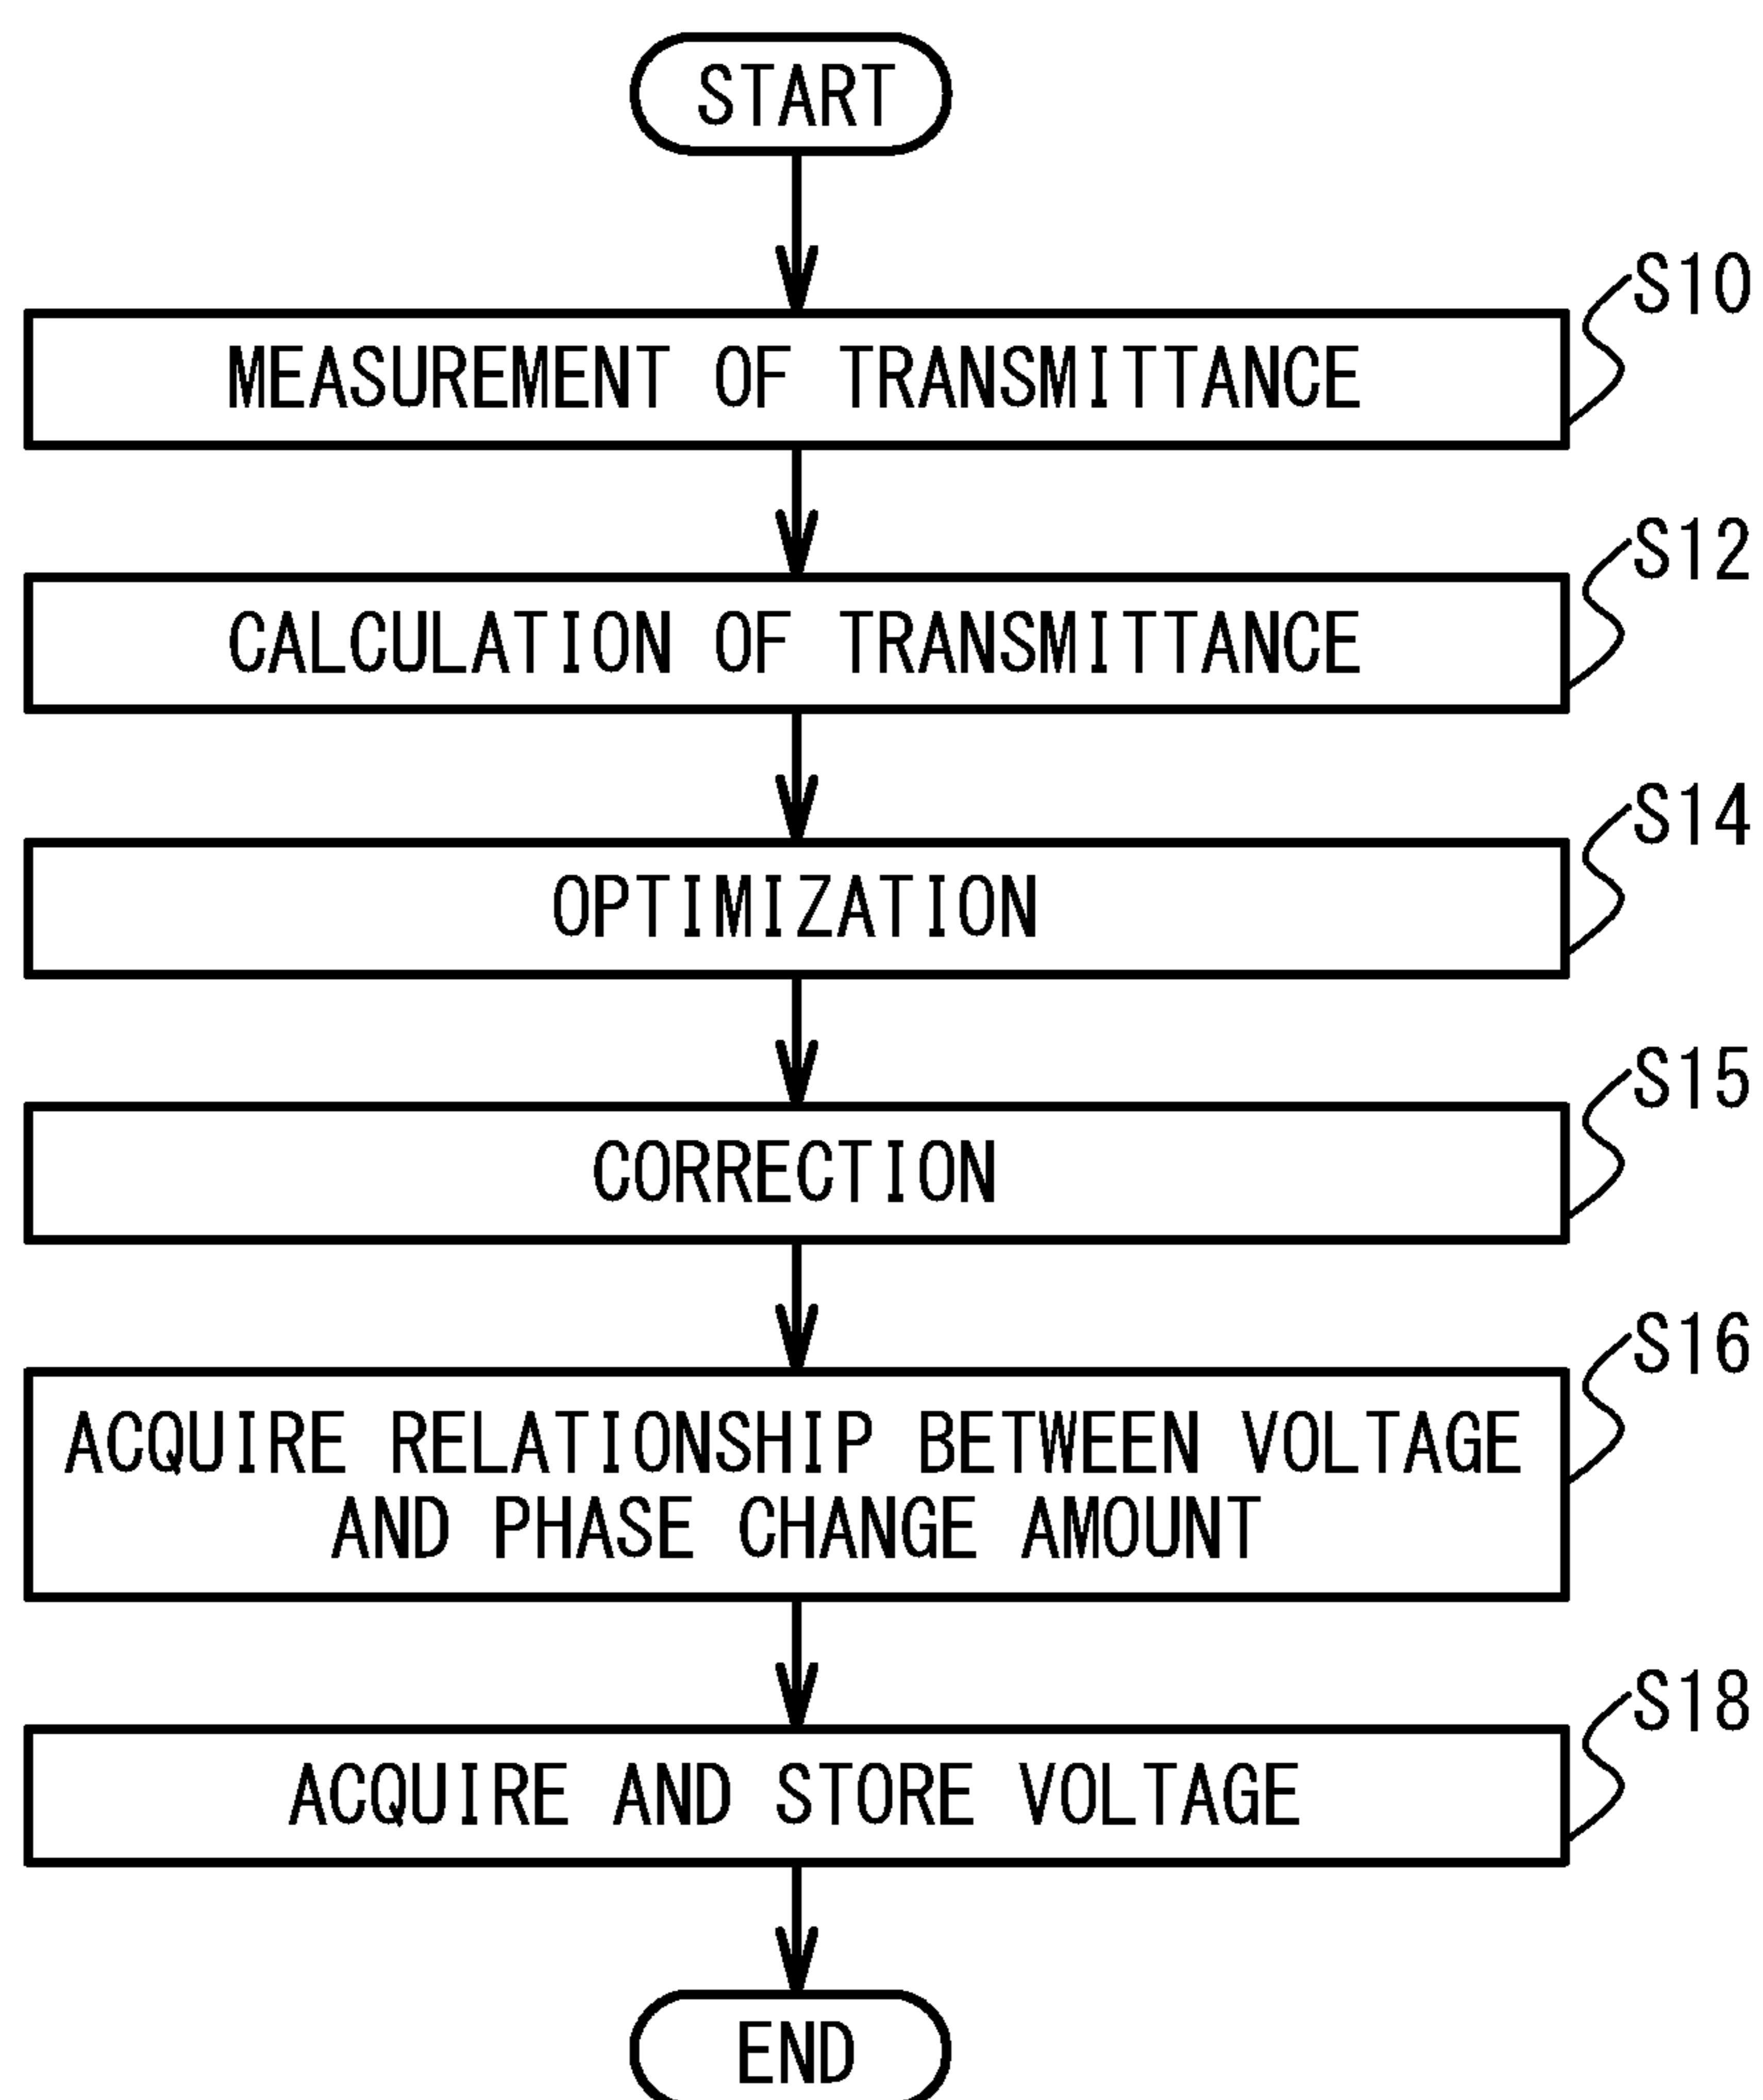 START
S10
MEASUREMENT OF TRANSMITTANCE
S12
CALCULATION OF TRANSMITTANCE
S14
OPTIMIZATION
S15
CORRECTION
S16
ACQUIRE RELATIONSHIP BETWEEN VOLTAGE
AND PHASE CHANGE AMOUNT
S18
ACQUIRE AND STORE VOLTAGE
END